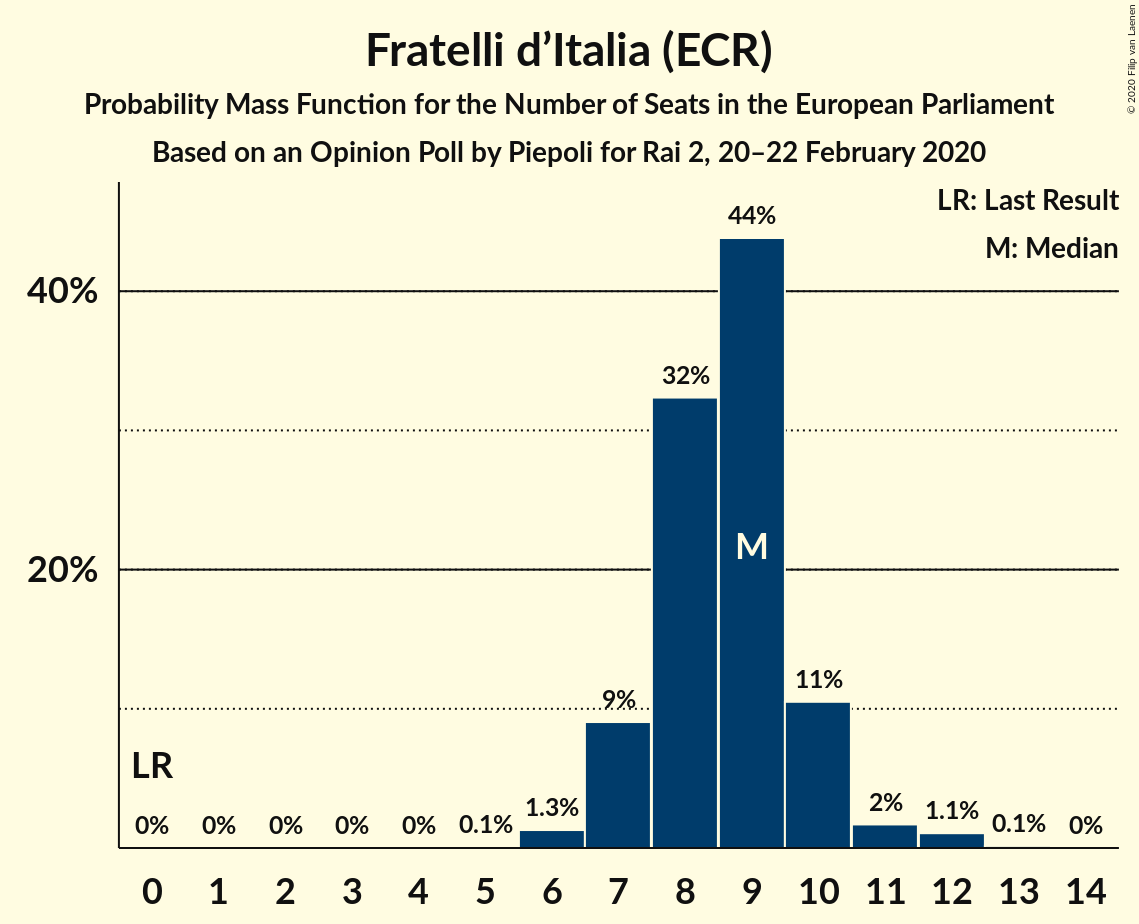 Fratelli d’Italia (ECR)
Probability Mass Function for the Number of Seats in the European Parliament
Based on an Opinion Poll by Piepoli for Rai 2, 20–22 February 2020
© 2020 Filip van Laenen
LR: Last Result
M: Median
44%
40%
32%
M
20%
11%
9%
LR
0% 0% 0% 0% 0% 0.1% 1.3% 2% 1.1% 0.1% 0%
0 1 2 3 4 5 6 7 8 9 10 11 12 13 14